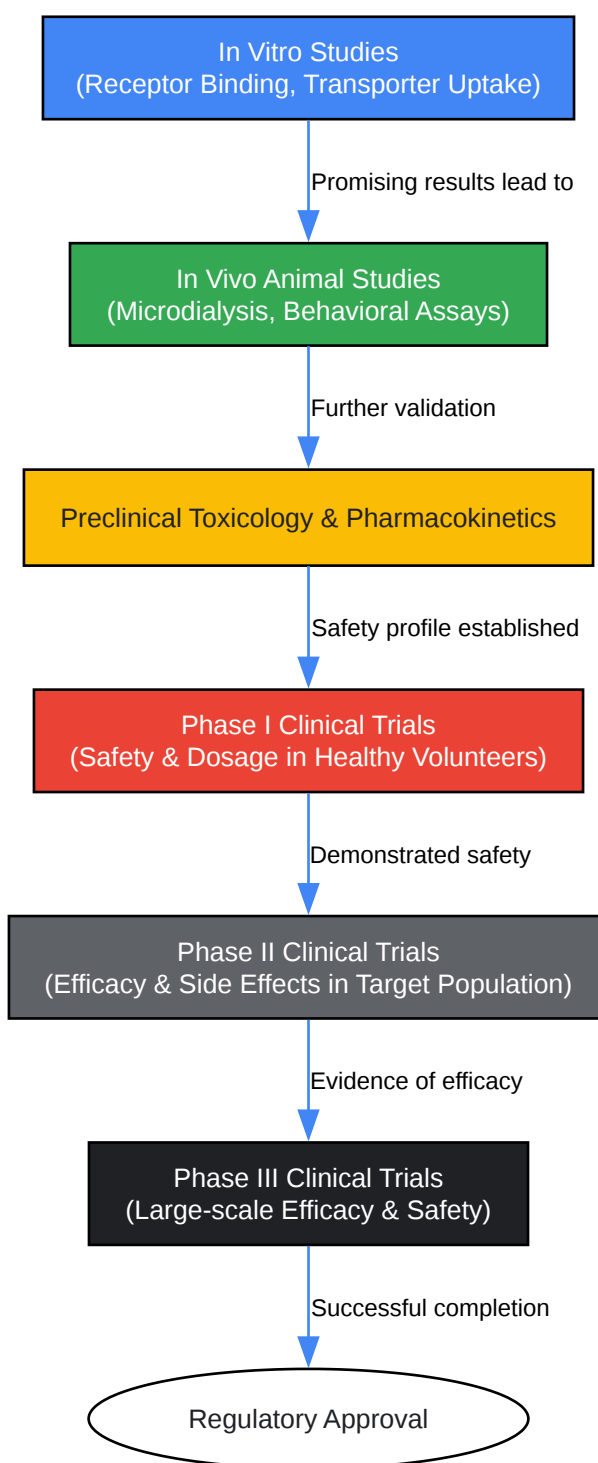 In Vitro Studies
(Receptor Binding, Transporter Uptake)
Promising results lead to
In Vivo Animal Studies
(Microdialysis, Behavioral Assays)
Further validation
Preclinical Toxicology & Pharmacokinetics
Safety profile established
Phase I Clinical Trials
(Safety & Dosage in Healthy Volunteers)
Demonstrated safety
Phase II Clinical Trials
(Efficacy & Side Effects in Target Population)
Evidence of efficacy
Phase III Clinical Trials
(Large-scale Efficacy & Safety)
Successful completion
Regulatory Approval